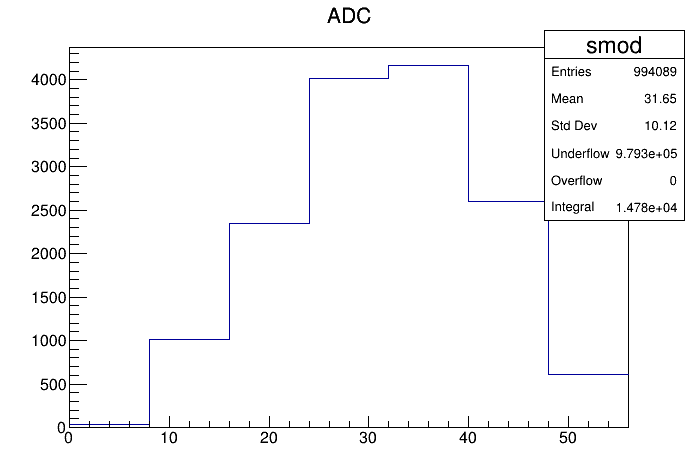 ADC
smod
Entries 994089
Mean 31.65
Std Dev 10.12
Underflow 9.793e+05
Overflow 0
Integral 1.478e+04
4000
3500
3000
2500
2000
1500
1000
500
0
0 10 20 30 40 50